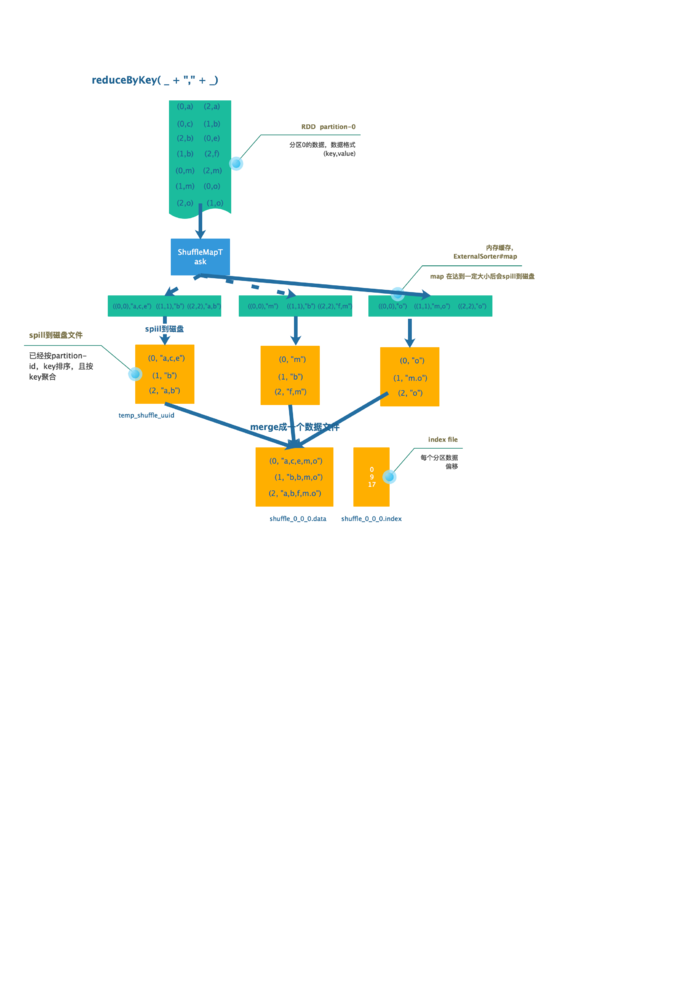 reduceByKey( _ + "," + _)
(0,a) (2,a)
(0,c) (1,b)
(2,b) (0,e)
(1,b) (2,f)
(0,m) (2,m)
(1,m) (0,o)
(2,o) (1,o)
RDD partition-0
分区0的数据，数据格式
(key,value)
ShuffleMapT
ask
内存缓存，
ExternalSorter#map
map 在达到一定大小后会spill到磁盘
((0,0),"a,c,e") ((1,1),"b") ((2,2),"a,b")
((0,0),"m") ((1,1),"b") ((2,2),"f,m")
((0,0),"o") ((1,1),"m,o") ((2,2),"o")
spill到磁盘
spill到磁盘文件
已经按partition-
id，key排序，且按
key聚合
(0, "a,c,e")
(1, "b")
(2, "a,b")
(0, "m")
(1, "b")
(2, "f,m")
(0, "o")
(1, "m.o")
(2, "o")
temp_shuffle_uuid
merge成一个数据文件
(0, "a,c,e,m,o")
(1, "b,b,m,o")
(2, "a,b,f,m.o")
0
9
17
index file
每个分区数据
偏移
shuffle_0_0_0.data
shuffle_0_0_0.index